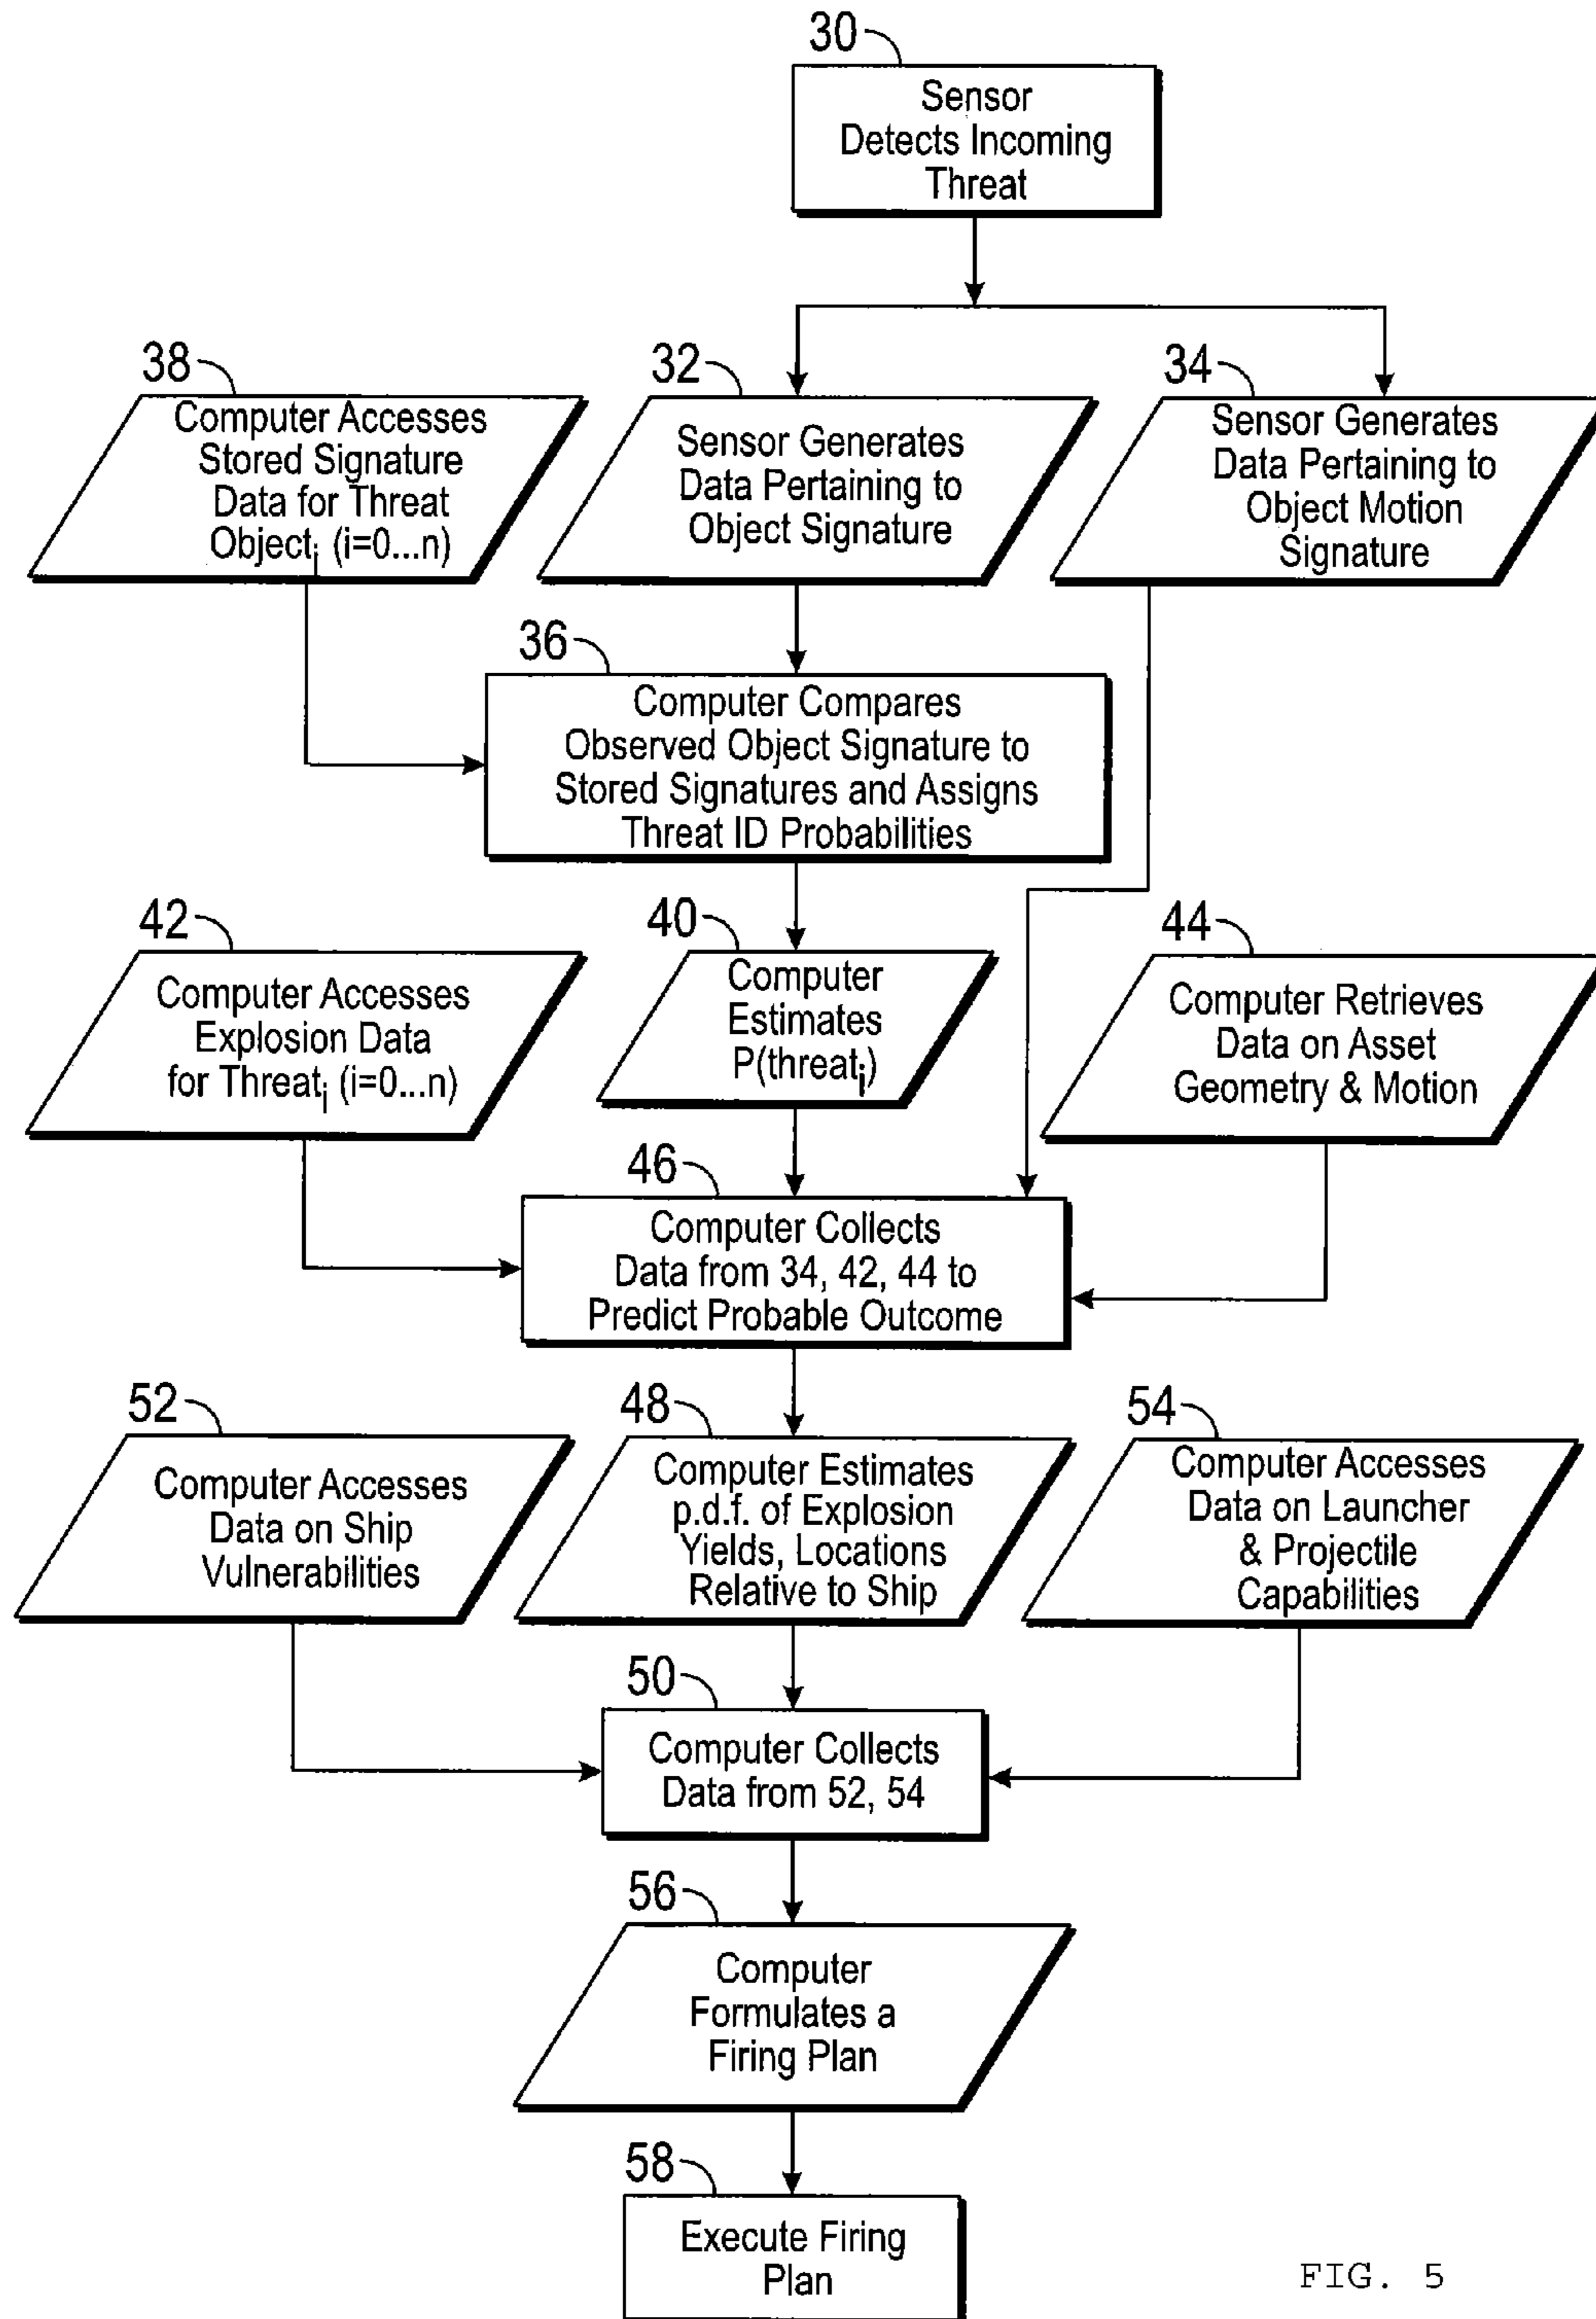 30
Sensor
Detects Incoming
Threat
38
Computer Accesses
Stored Signature
Data for Threat
Objectᵢ (i=0...n)
32
Sensor Generates
Data Pertaining to
Object Signature
34
Sensor Generates
Data Pertaining to
Object Motion
Signature
36
Computer Compares
Observed Object Signature to
Stored Signatures and Assigns
Threat ID Probabilities
42
Computer Accesses
Explosion Data
for Threatᵢ (i=0...n)
40
Computer
Estimates
P(threatᵢ)
44
Computer Retrieves
Data on Asset
Geometry & Motion
46
Computer Collects
Data from 34, 42, 44 to
Predict Probable Outcome
52
Computer Accesses
Data on Ship
Vulnerabilities
48
Computer Estimates
p.d.f. of Explosion
Yields, Locations
Relative to Ship
54
Computer Accesses
Data on Launcher
& Projectile
Capabilities
50
Computer Collects
Data from 52, 54
56
Computer
Formulates a
Firing Plan
58
Execute Firing
Plan
FIG. 5